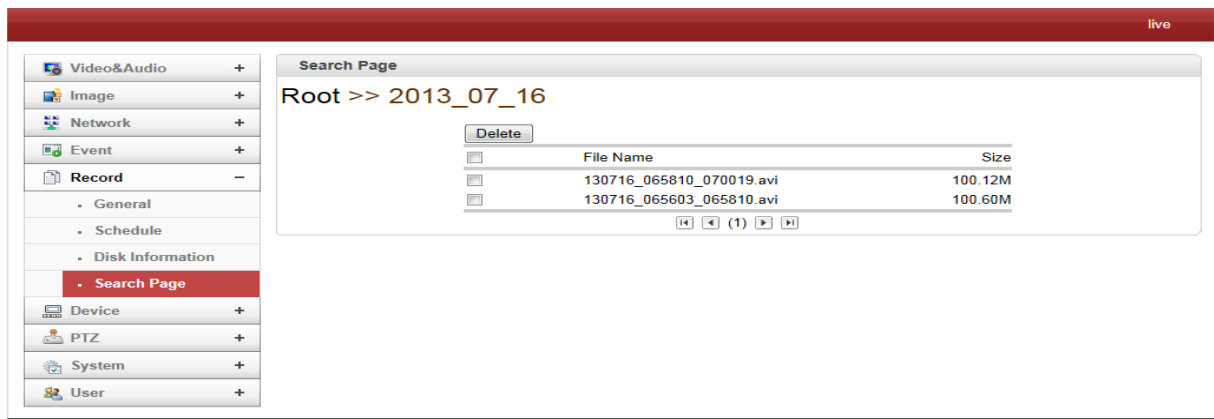 live
Video&Audio +
Image +
Network +
Event +
Record −
General
Schedule
Disk Information
Search Page
Device +
PTZ +
System +
User +
Search Page
Root >> 2013_07_16
Delete
File Name Size
130716_065810_070019.avi 100.12M
130716_065603_065810.avi 100.60M
(1)